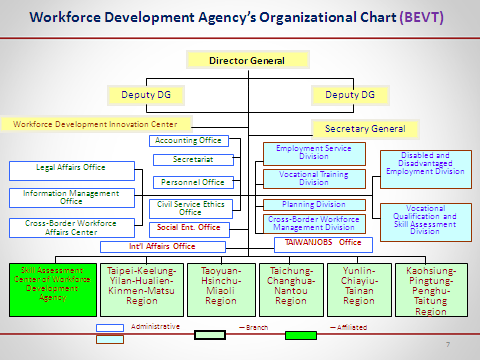 Workforce Development Agency's Organizational Chart (BEVT)
Director General
Deputy DG
Deputy DG
Workforce Development Innovation Center
Secretary General
Accounting Office
Secretariat
Personnel Office
Civil Service Ethics
Office
Social Ent. Office
Int'l Affairs Office
Legal Affairs Office
Information Management
Office
Cross-Border Workforce
Affairs Center
Employment Service
Division
Vocational Training
Division
Planning Division
Cross-Border Workforce
Management Division
TAIWANJOBS Office
Disabled and
Disadvantaged
Employment Division
Vocational
Qualification and
Skill Assessment
Division
Skill Assessment
Center of Workforce
Development
Agency
Taipei-Keelung-
Yilan-Hualien-
Kinmen-Matsu
Region
Taoyuan-
Hsinchu-
Miaoli
Region
Taichung-
Changhua-
Nantou
Region
Yunlin-
Chiayiu-
Tainan
Region
Kaohsiung-
Pingtung-
Penghu-
Taitung
Region
Administrative
—Branch
—Affiliated
7